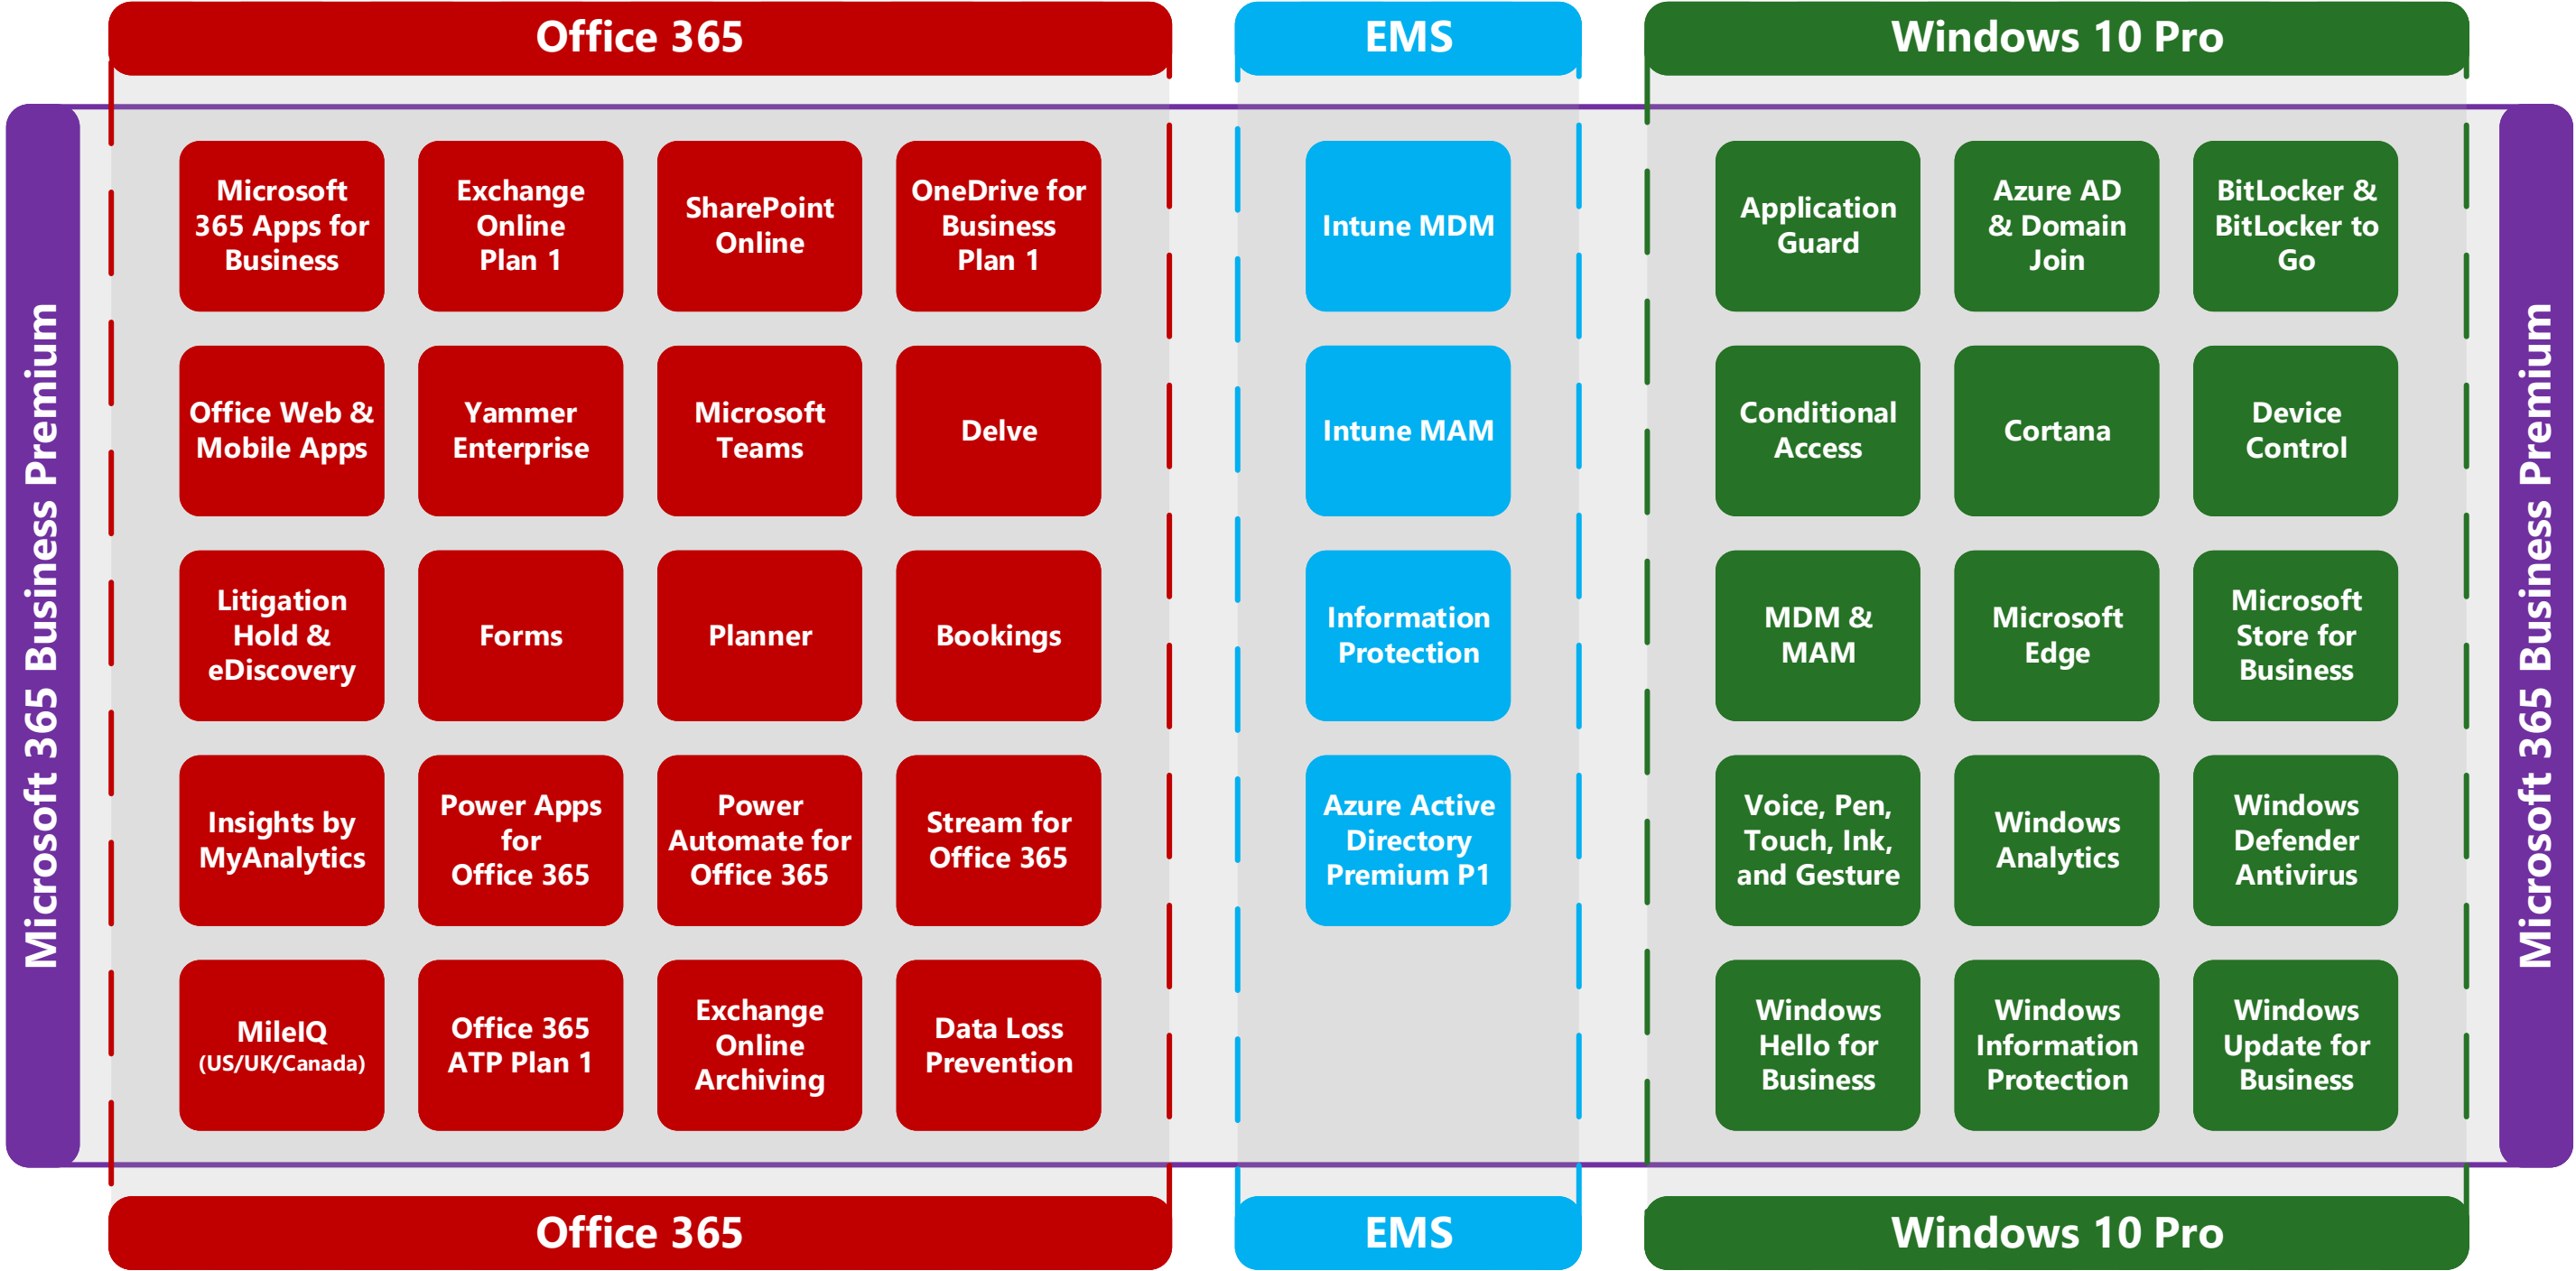 Office 365
EMS
Windows 10 Pro
Microsoft 365 Business Premium
Microsoft
365 Apps for
Business
Exchange
Online
Plan 1
SharePoint
Online
OneDrive for
Business
Plan 1
Intune MDM
Application
Guard
Azure AD
& Domain
Join
BitLocker &
BitLocker to
Go
Office Web &
Mobile Apps
Yammer
Enterprise
Microsoft
Teams
Delve
Intune MAM
Conditional
Access
Cortana
Device
Control
Litigation
Hold &
eDiscovery
Forms
Planner
Bookings
Information
Protection
MDM &
MAM
Microsoft
Edge
Microsoft
Store for
Business
Insights by
MyAnalytics
Power Apps
for
Office 365
Power
Automate for
Office 365
Stream for
Office 365
Azure Active
Directory
Premium P1
Voice, Pen,
Touch, Ink,
and Gesture
Windows
Analytics
Windows
Defender
Antivirus
MileIQ
(US/UK/Canada)
Office 365
ATP Plan 1
Exchange
Online
Archiving
Data Loss
Prevention
Windows
Hello for
Business
Windows
Information
Protection
Windows
Update for
Business
Microsoft 365 Business Premium
Office 365
EMS
Windows 10 Pro